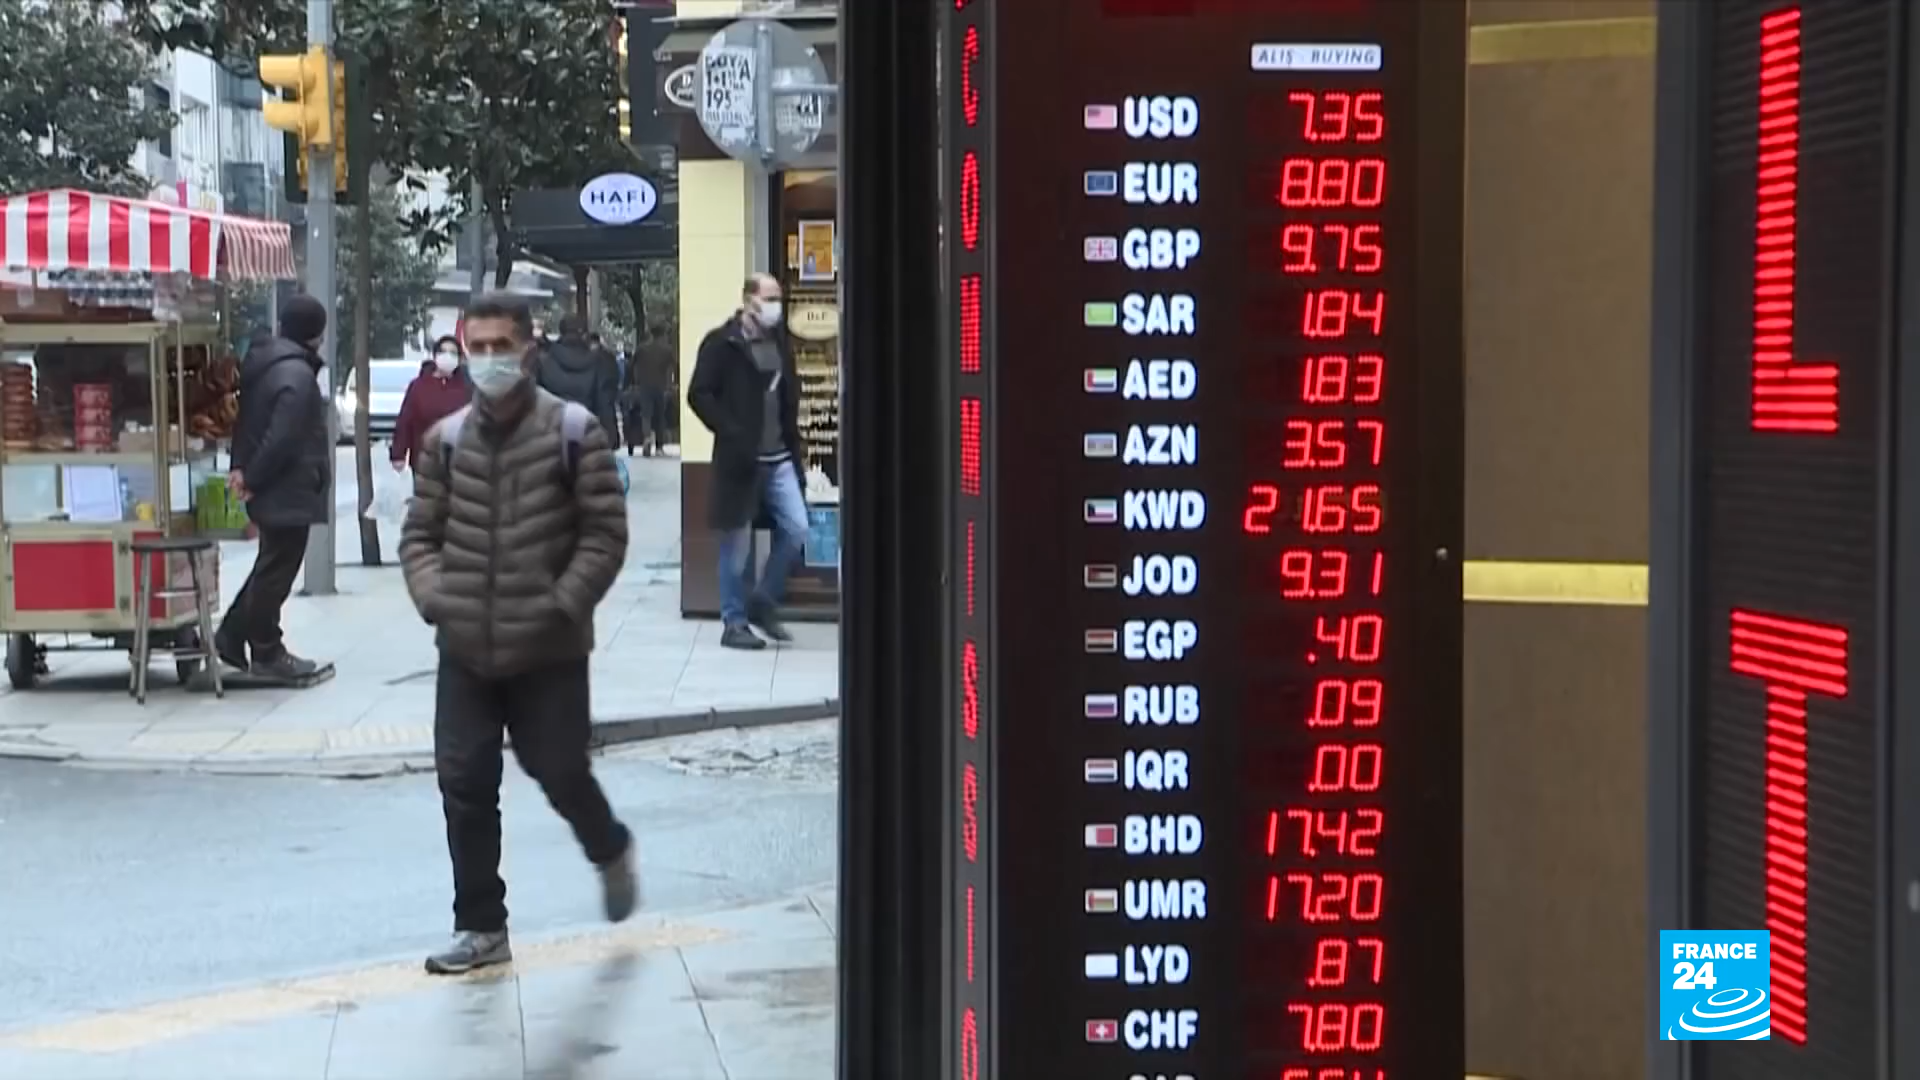 HAFİ
D&F
ALIŞ - BUYING
USD 7.35
EUR 8.80
GBP 9.75
SAR 1.84
AED 1.83
AZN 3.57
KWD 21.65
JOD 9.31
EGP .40
RUB .09
IQR .00
BHD 17.42
UMR 17.20
LYD .87
CHF 7.80
LT
FRANCE
24